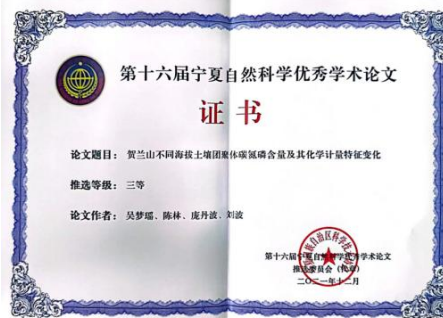 第十六届宁夏自然科学优秀学术论文
证书
论文题目：贺兰山不同海拔土壤团聚体碳氮磷含量及其化学计量特征变化
推选等级：三等
论文作者：吴梦瑶、陈林、庞丹波、刘波
第十六届宁夏自然科学优秀学术论文
推选委员会（代章）
二〇二一年十二月